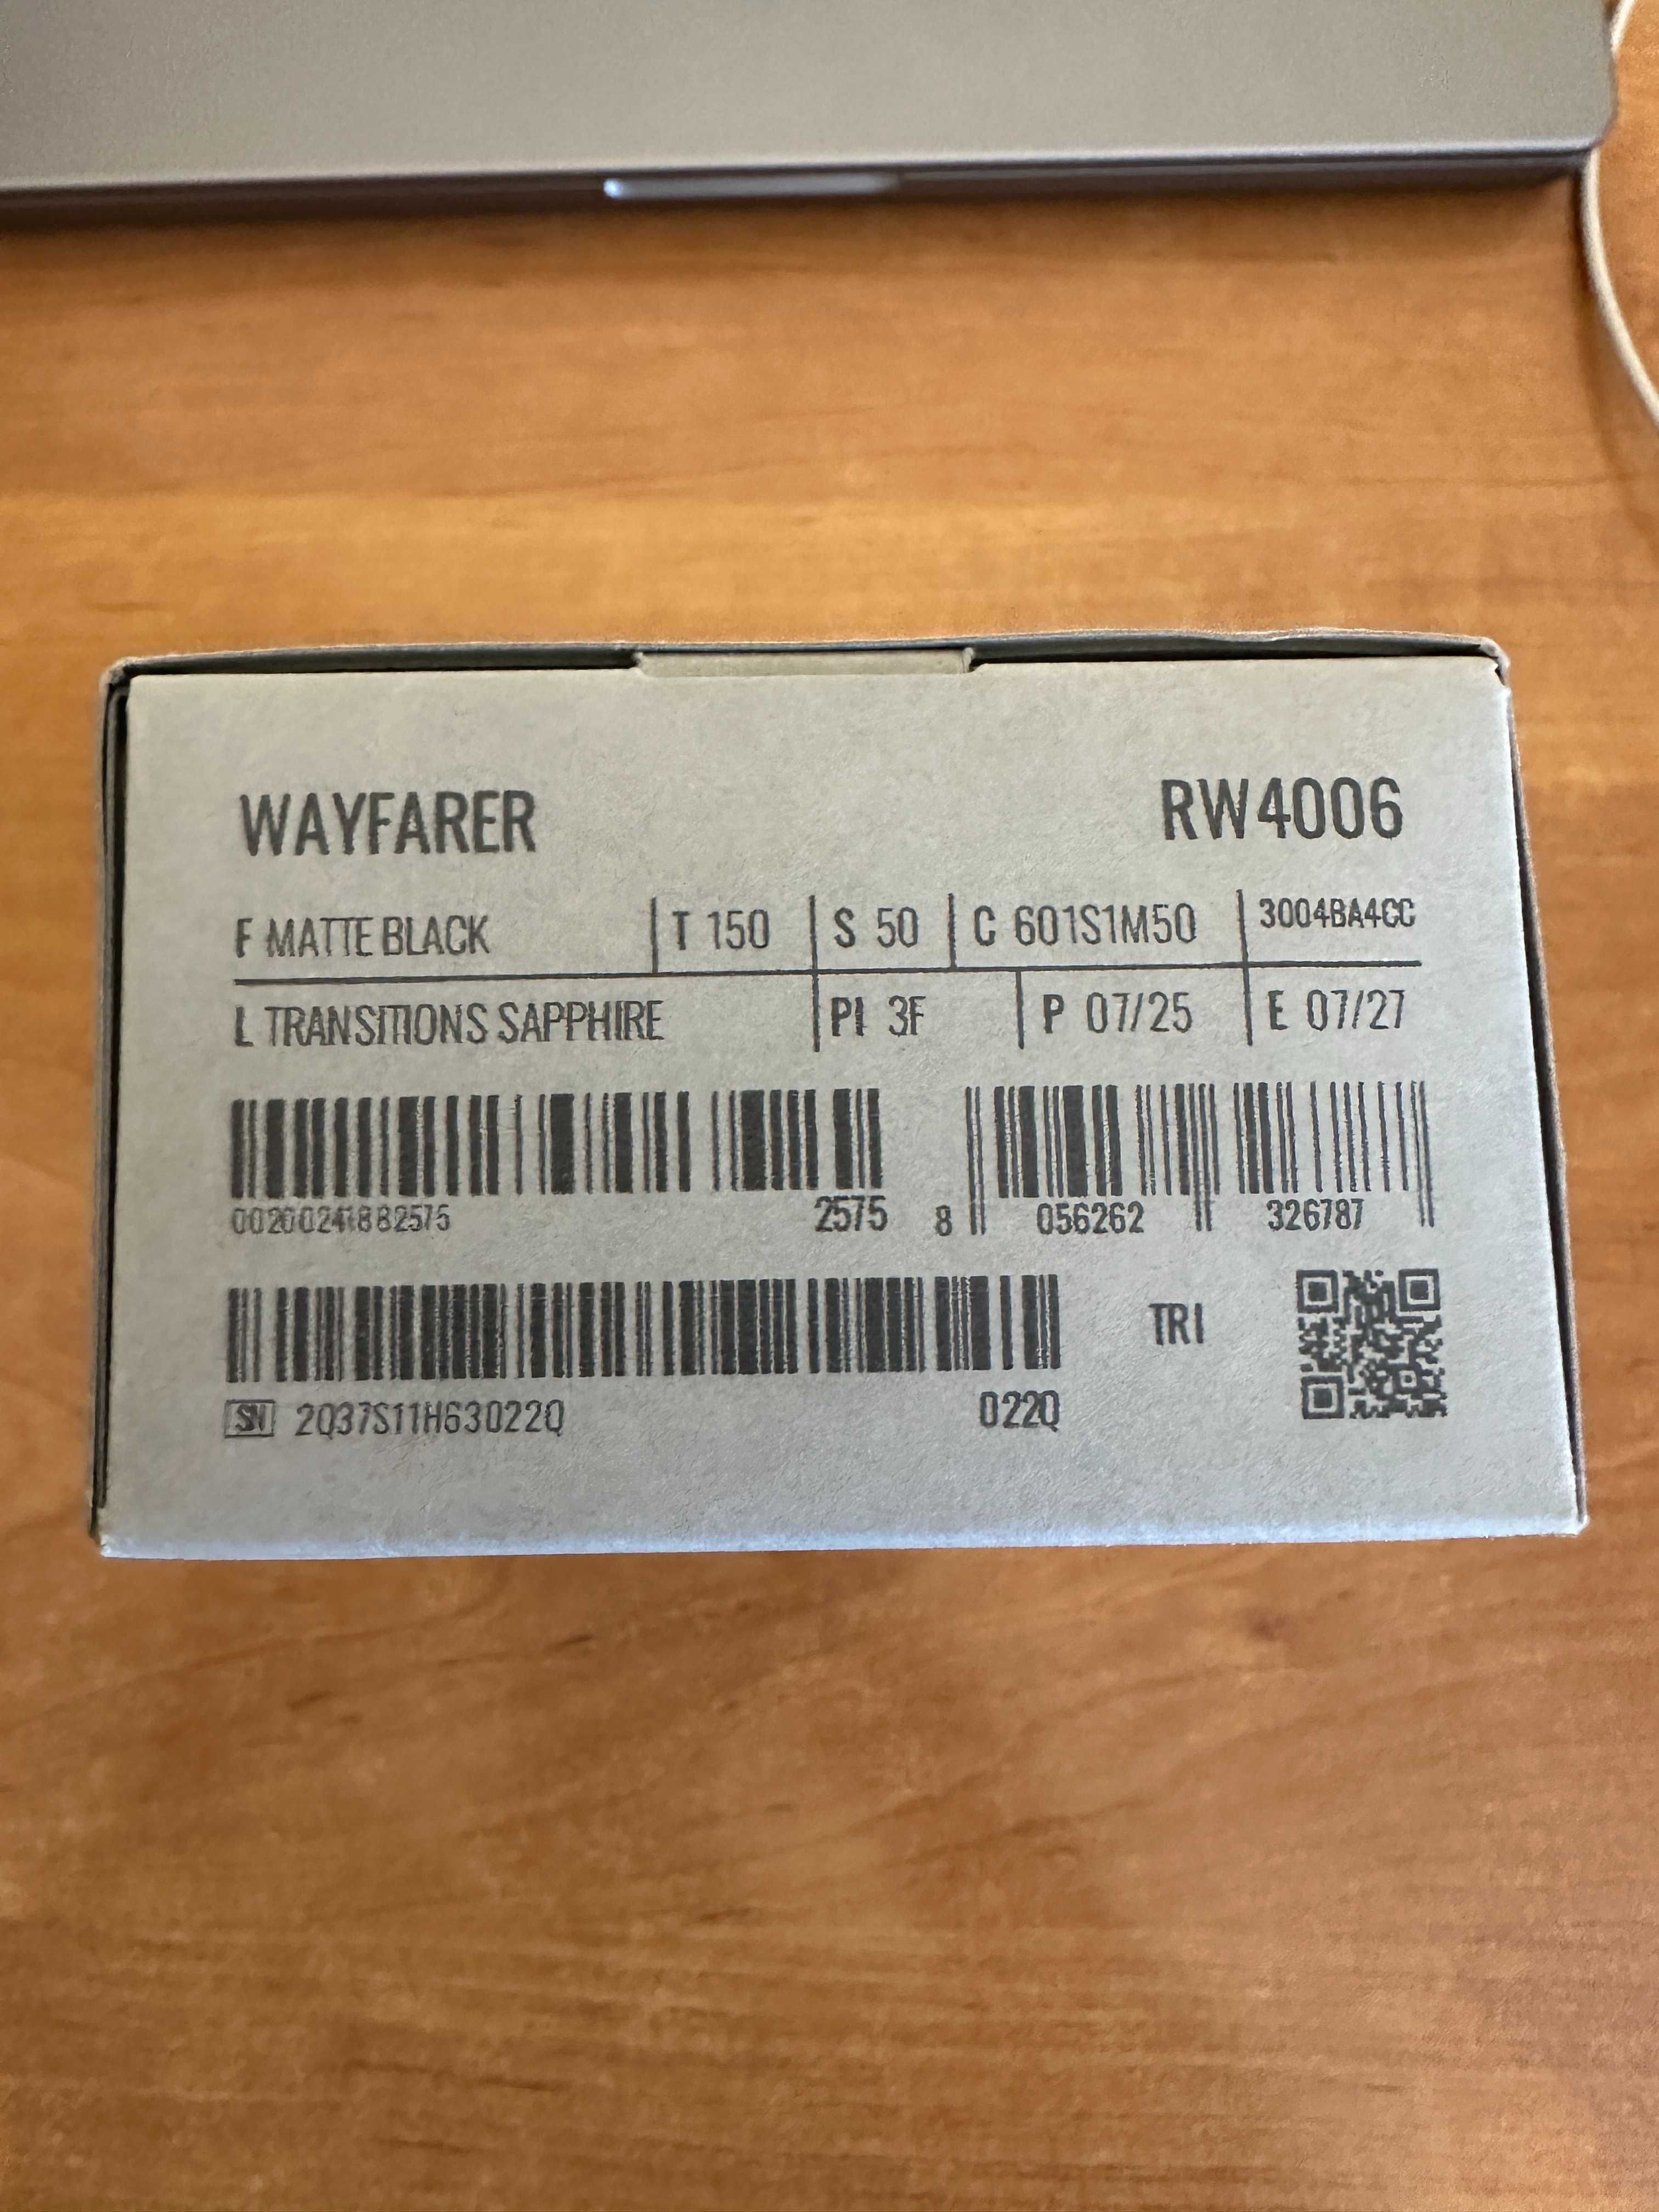 WAYFARER RW4006
F MATTE BLACK T 150 S 50 C 601S1M50 3004BA4CC
L TRANSITIONS SAPPHIRE PI 3F P 07/25 E 07/27
00200241882575 2575 8 056262 326787
TRI
SN 2Q37S11H63022Q 022Q